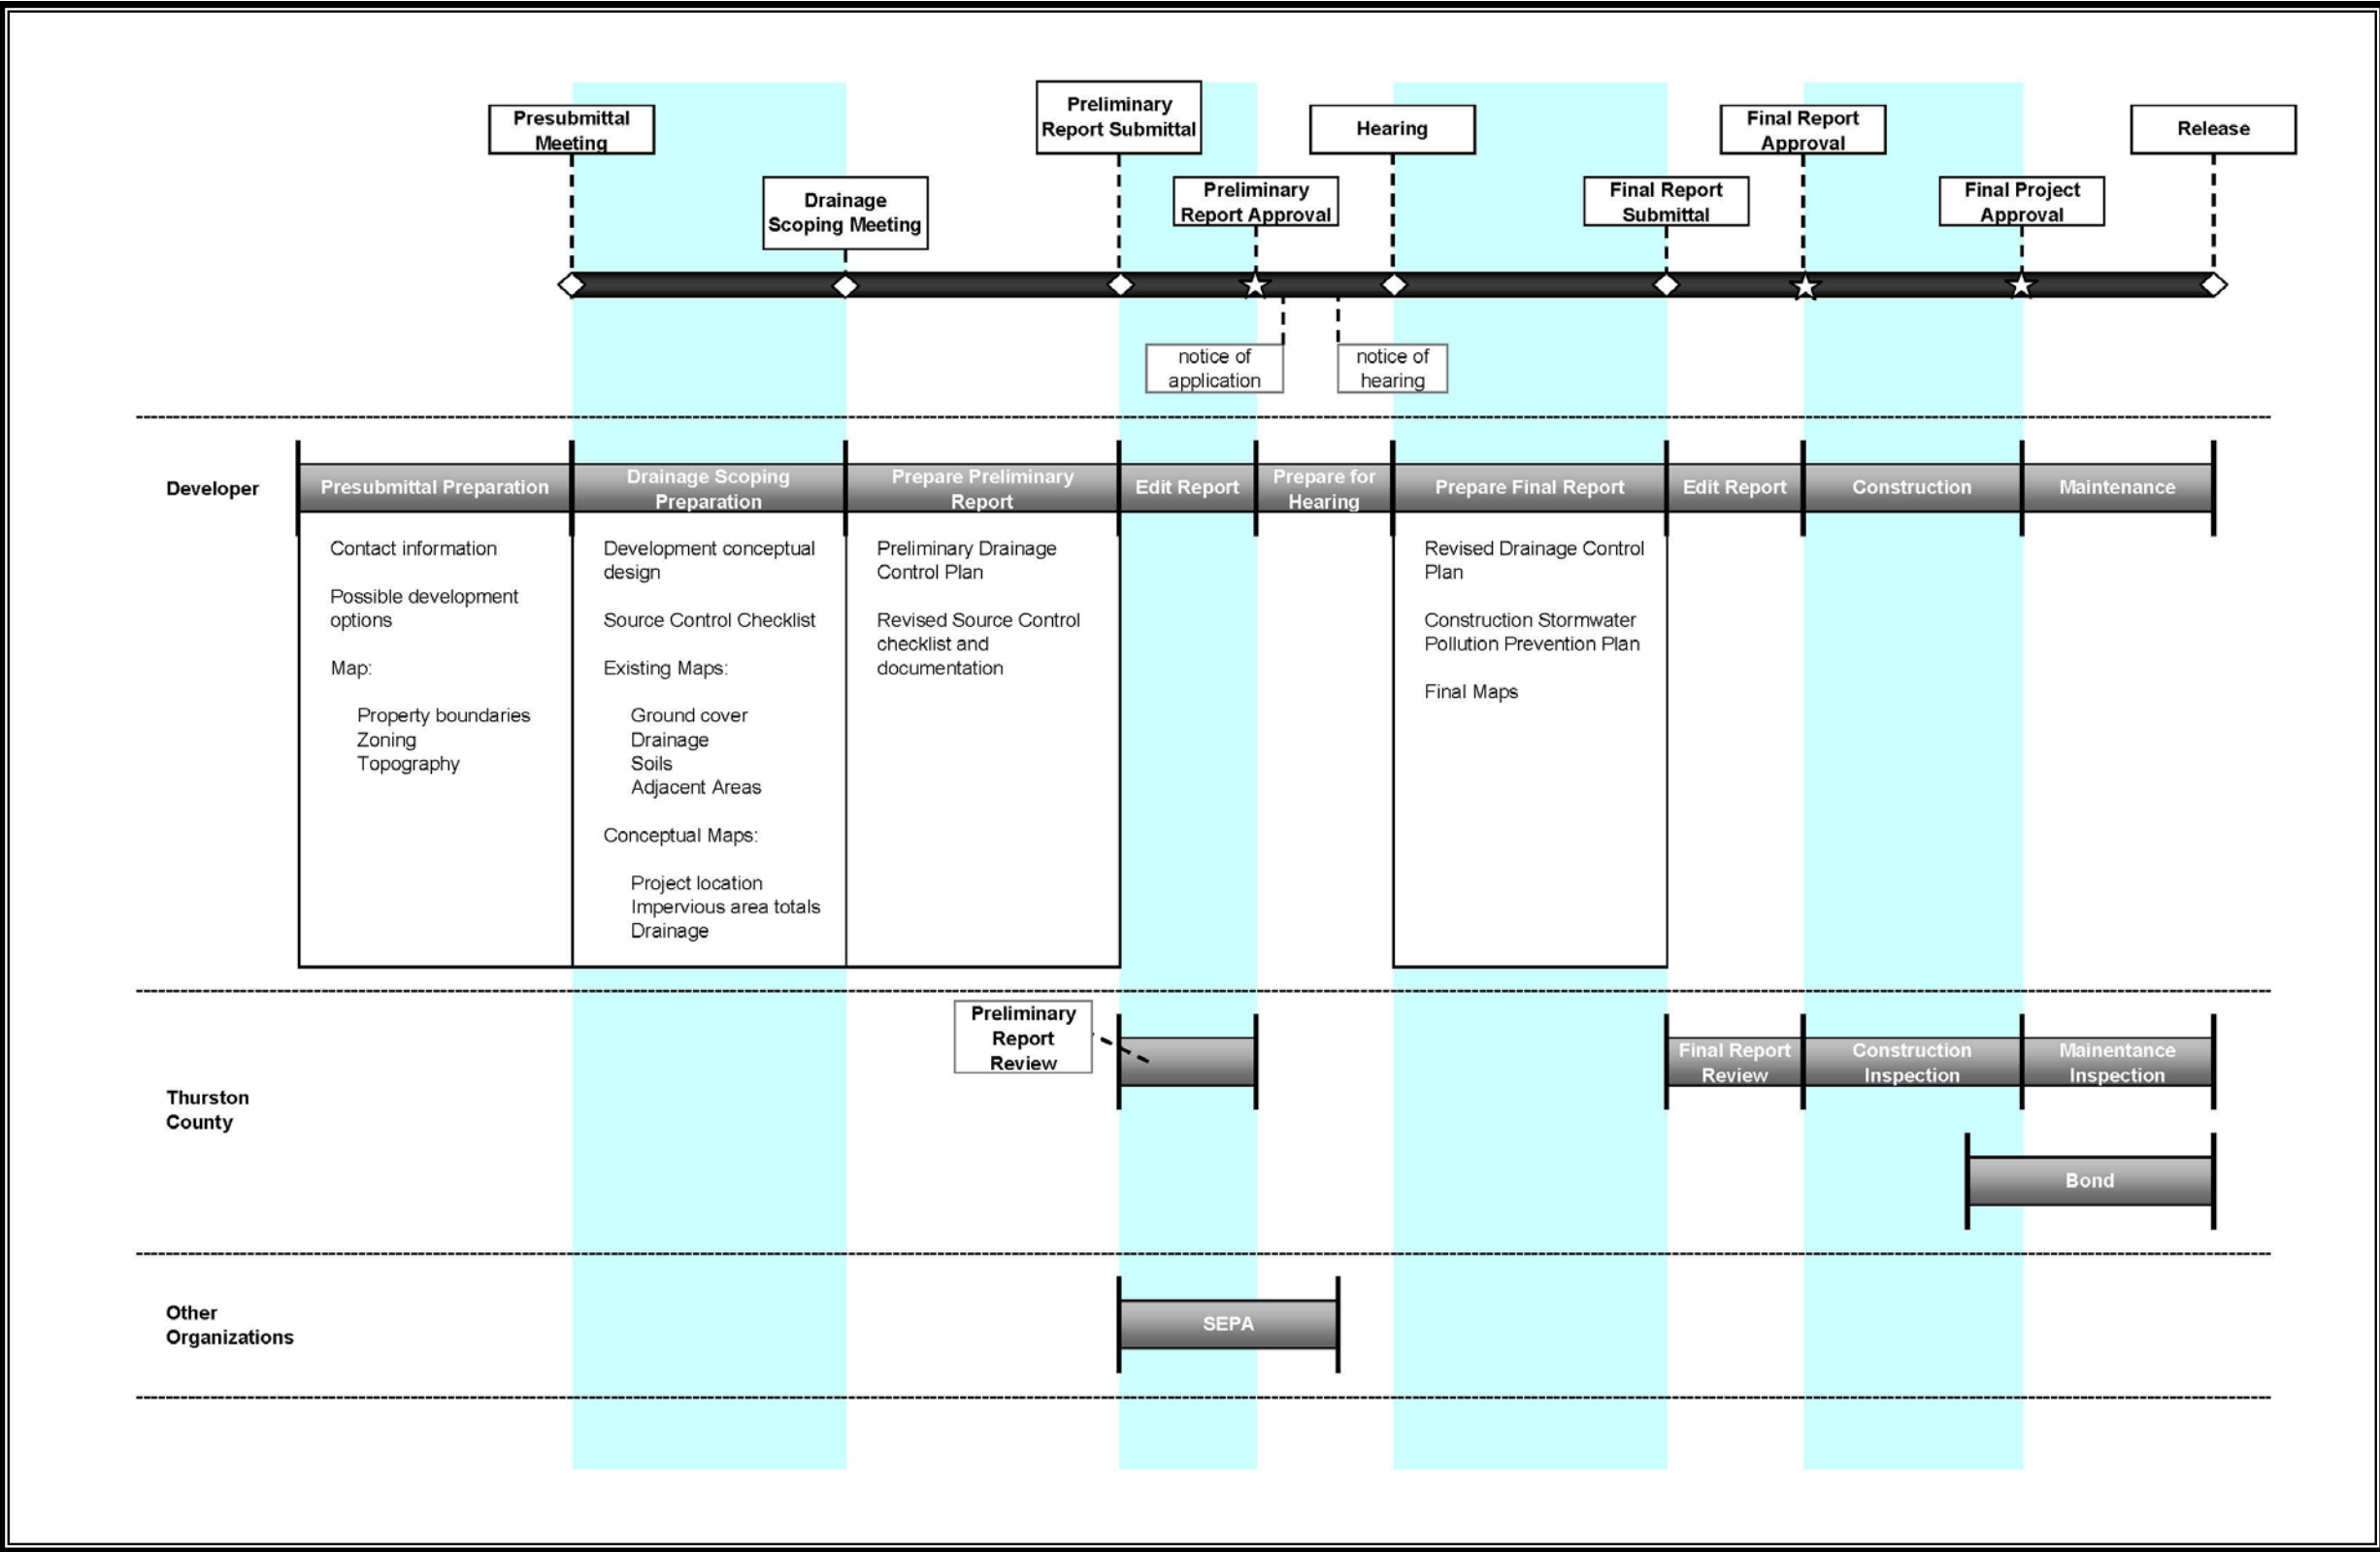 Presubmittal
Meeting
Drainage
Scoping Meeting
Preliminary
Report Submittal
Preliminary
Report Approval
Hearing
Final Report
Submittal
Final Report
Approval
Final Project
Approval
Release
notice of
application
notice of
hearing
Developer
Presubmittal Preparation
Drainage Scoping
Preparation
Prepare Preliminary
Report
Edit Report
Prepare for
Hearing
Prepare Final Report
Edit Report
Construction
Maintenance
Contact information
Possible development
options
Map:
Property boundaries
Zoning
Topography
Development conceptual
design
Source Control Checklist
Existing Maps:
Ground cover
Drainage
Soils
Adjacent Areas
Conceptual Maps:
Project location
Impervious area totals
Drainage
Preliminary Drainage
Control Plan
Revised Source Control
checklist and
documentation
Revised Drainage Control
Plan
Construction Stormwater
Pollution Prevention Plan
Final Maps
Thurston
County
Preliminary
Report
Review
Final Report
Review
Construction
Inspection
Mainentance
Inspection
Bond
Other
Organizations
SEPA